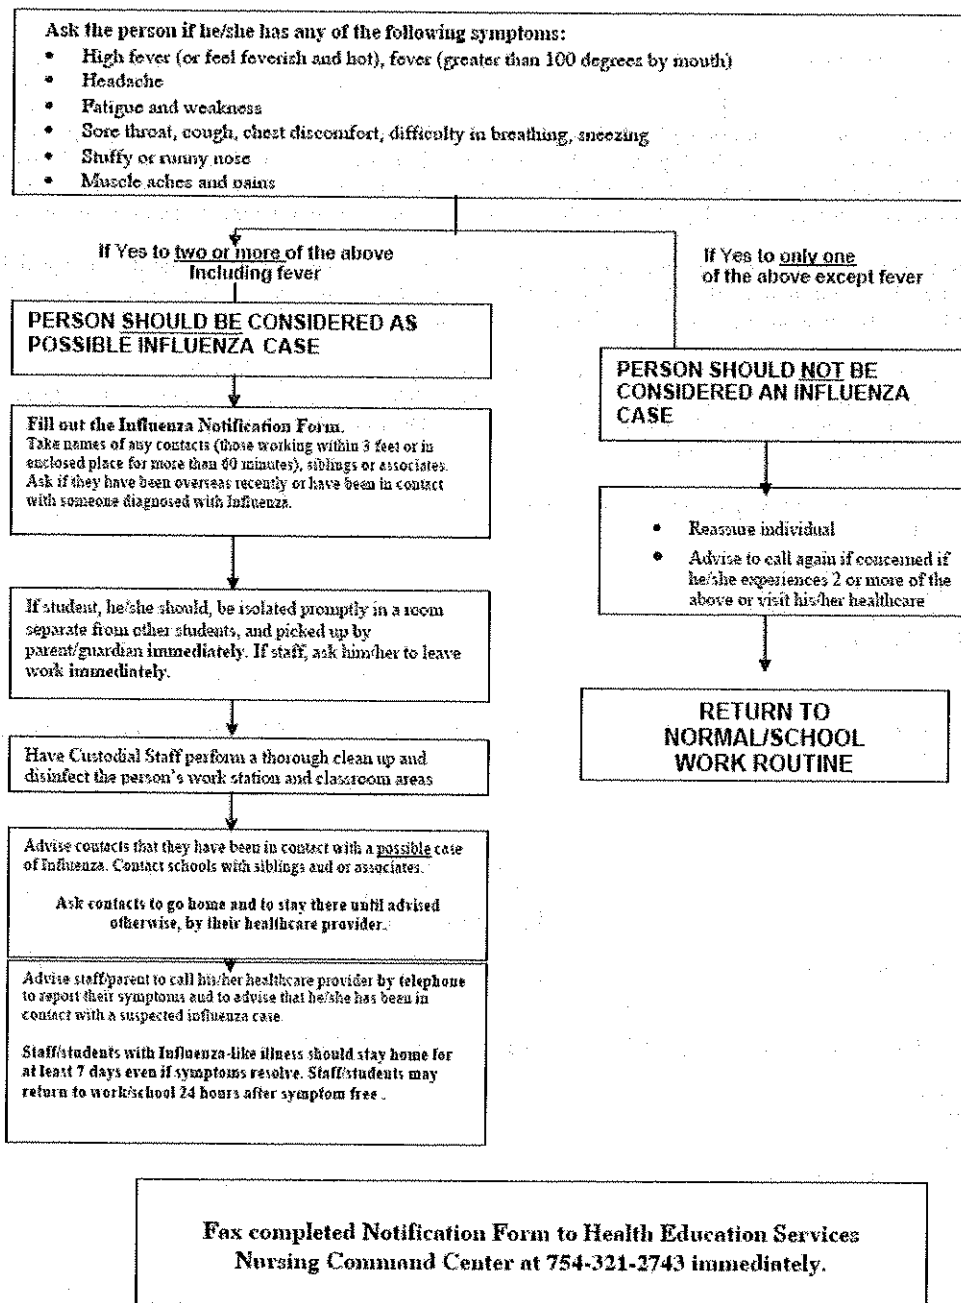 Ask the person if he/she has any of the following symptoms:
• High fever (or feel feverish and hot), fever (greater than 100 degrees by mouth)
• Headache
• Fatigue and weakness
• Sore throat, cough, chest discomfort, difficulty in breathing, sneezing
• Stuffy or runny nose
• Muscle aches and pains
If Yes to two or more of the above
Including fever
PERSON SHOULD BE CONSIDERED AS
POSSIBLE INFLUENZA CASE
Fill out the Influenza Notification Form.
Take names of any contacts (those working within 3 feet or in
enclosed place for more than 60 minutes), siblings or associates.
Ask if they have been overseas recently or have been in contact
with someone diagnosed with Influenza.
If student, he/she should, be isolated promptly in a room
separate from other students, and picked up by
parent/guardian immediately. If staff, ask him/her to leave
work immediately.
Have Custodial Staff perform a thorough clean up and
disinfect the person's work station and classroom areas
Advise contacts that they have been in contact with a possible case
of Influenza. Contact schools with siblings and or associates.
Ask contacts to go home and to stay there until advised
otherwise, by their healthcare provider.
Advise staff/parent to call his/her healthcare provider by telephone
to report their symptoms and to advise that he/she has been in
contact with a suspected influenza case.
Staff/students with Influenza-like illness should stay home for
at least 7 days even if symptoms resolve. Staff/students may
return to work/school 24 hours after symptom free .
If Yes to only one
of the above except fever
PERSON SHOULD NOT BE
CONSIDERED AN INFLUENZA
CASE
• Reassure individual
• Advise to call again if concerned if
he/she experiences 2 or more of the
above or visit his/her healthcare
RETURN TO
NORMAL/SCHOOL
WORK ROUTINE
Fax completed Notification Form to Health Education Services
Nursing Command Center at 754-321-2743 immediately.